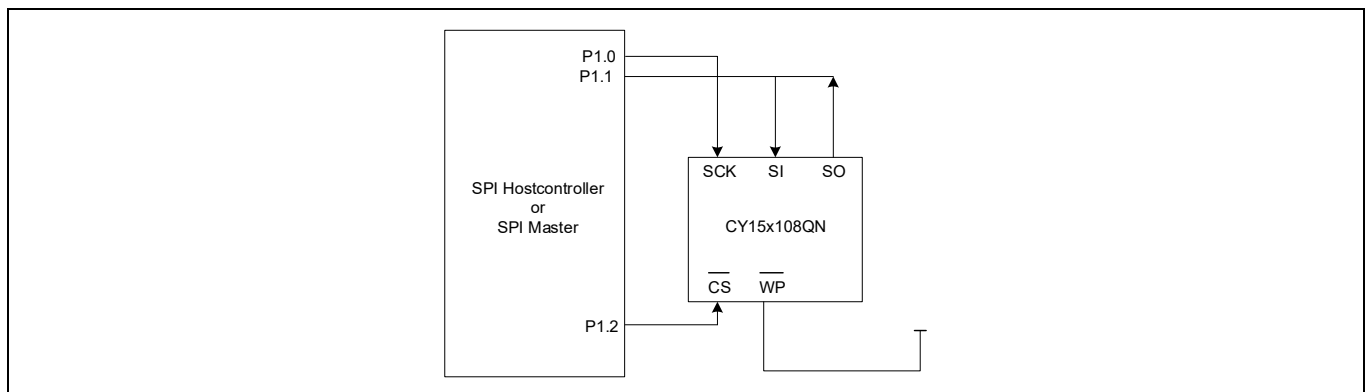 P1.0
P1.1
SCK SI SO
SPI Hostcontroller
or
SPI Master
CY15x108QN
CS WP
P1.2